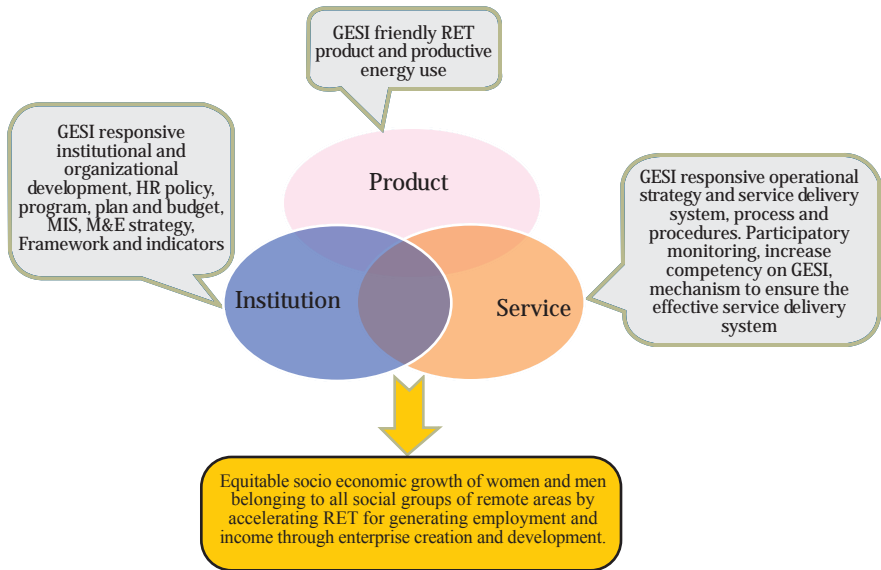 GESI friendly RET
product and productive
energy use
GESI responsive
institutional and
organizational
development, HR policy,
program, plan and budget,
MIS, M&E strategy,
Framework and indicators
Product
Institution
Service
GESI responsive operational
strategy and service delivery
system, process and
procedures. Participatory
monitoring, increase
competency on GESI,
mechanism to ensure the
effective service delivery
system
Equitable socio economic growth of women and men
belonging to all social groups of remote areas by
accelerating RET for generating employment and
income through enterprise creation and development.